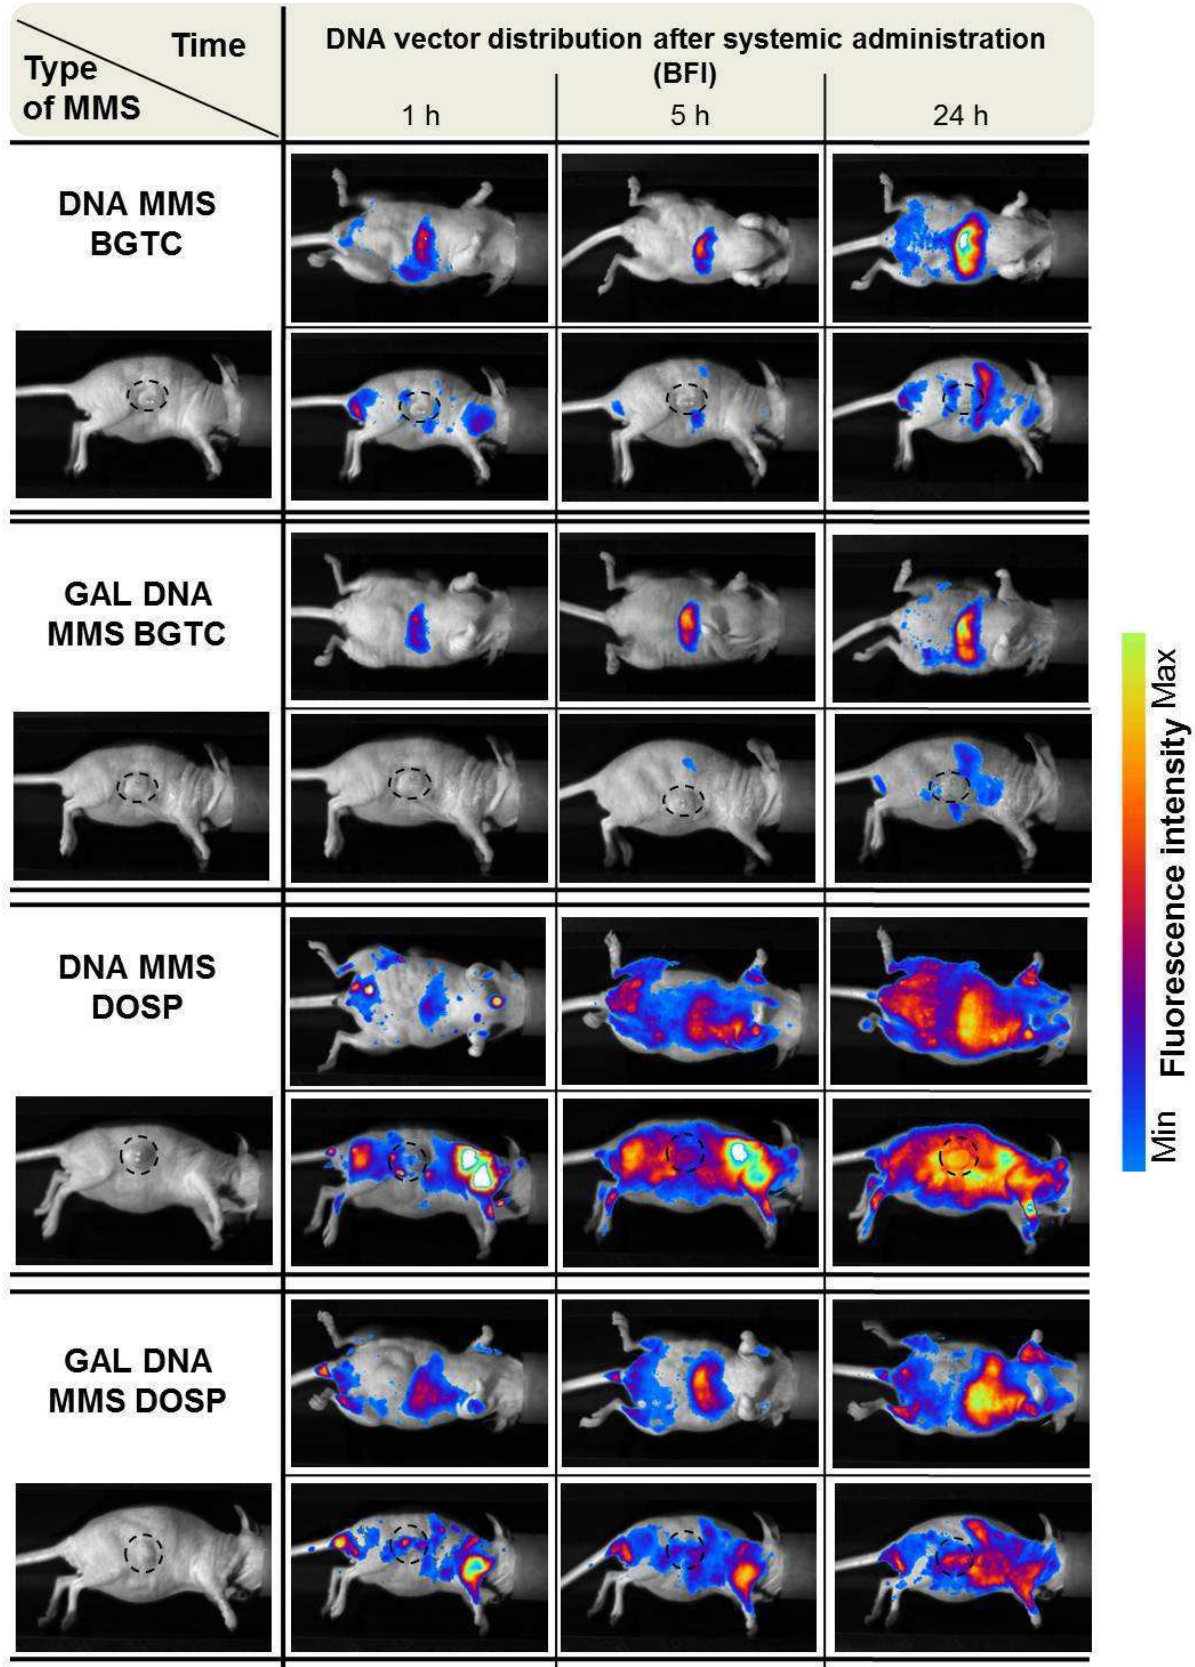 Time
Type
of MMS
DNA vector distribution after systemic administration
(BFI)
1 h
5 h
24 h
DNA MMS
BGTC
GAL DNA
MMS BGTC
DNA MMS
DOSP
GAL DNA
MMS DOSP
Min Fluorescence intensity Max